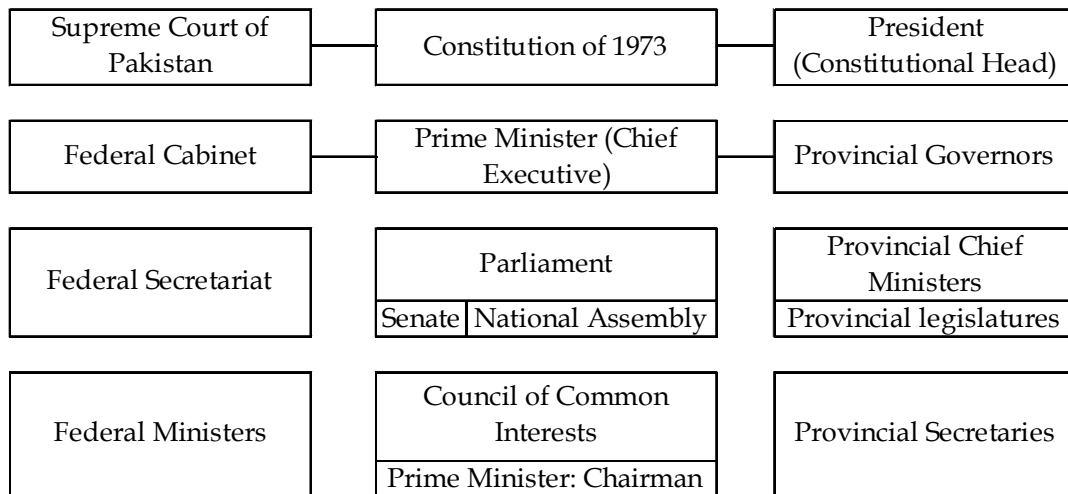 Supreme Court of
Pakistan
Constitution of 1973
President
(Constitutional Head)
Federal Cabinet
Prime Minister (Chief
Executive)
Provincial Governors
Federal Secretariat
Parliament
Senate
National Assembly
Provincial Chief
Ministers
Provincial legislatures
Federal Ministers
Council of Common
Interests
Prime Minister: Chairman
Provincial Secretaries